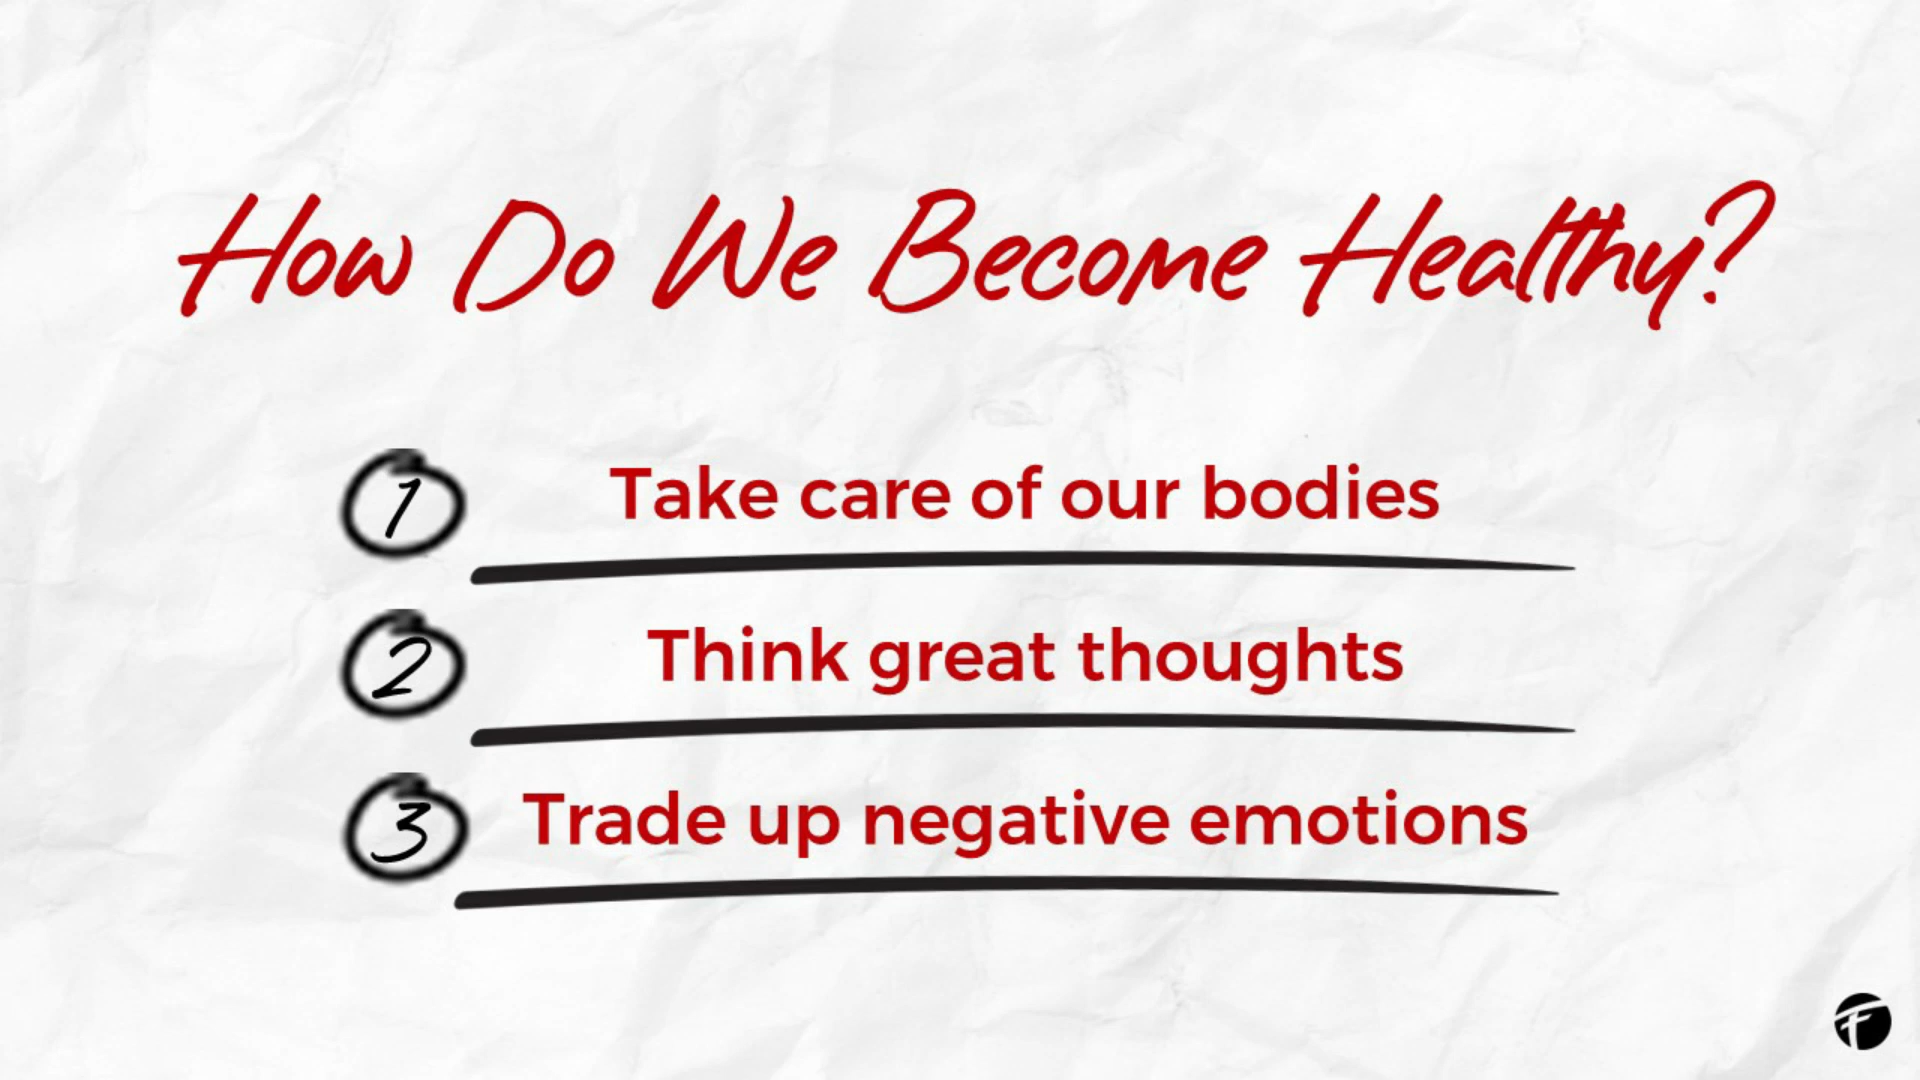 How Do We Become Healthy?
1 Take care of our bodies
2 Think great thoughts
3 Trade up negative emotions
F